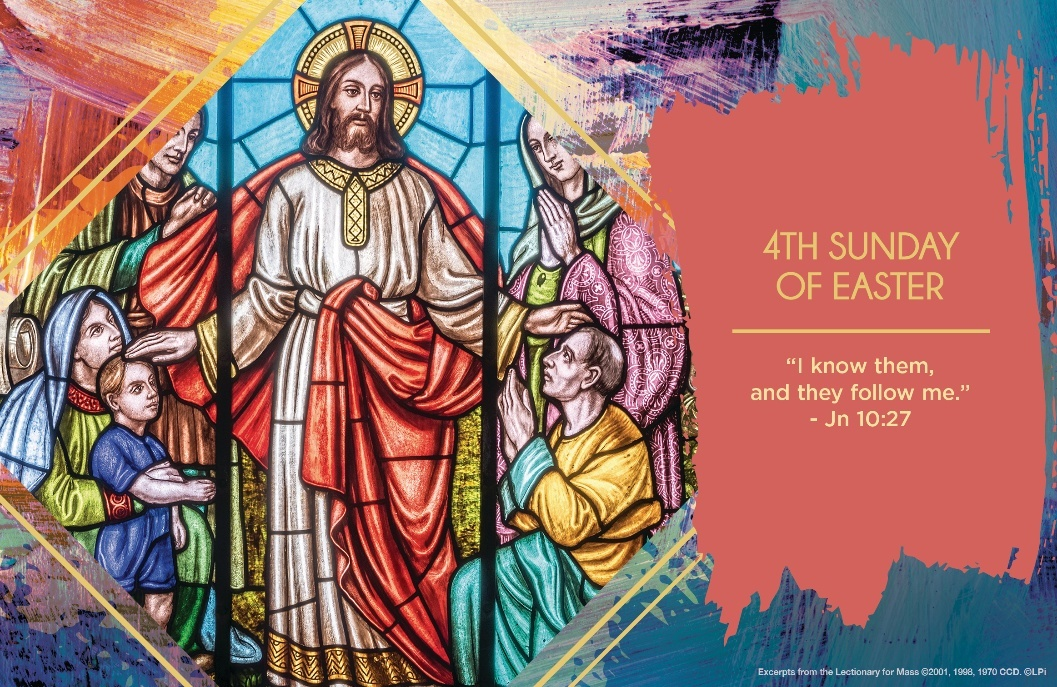 4TH SUNDAY
OF EASTER
“I know them,
and they follow me.”
- Jn 10:27
Excerpts from the Lectionary for Mass ©2001, 1998, 1970 CCD. ©LPi